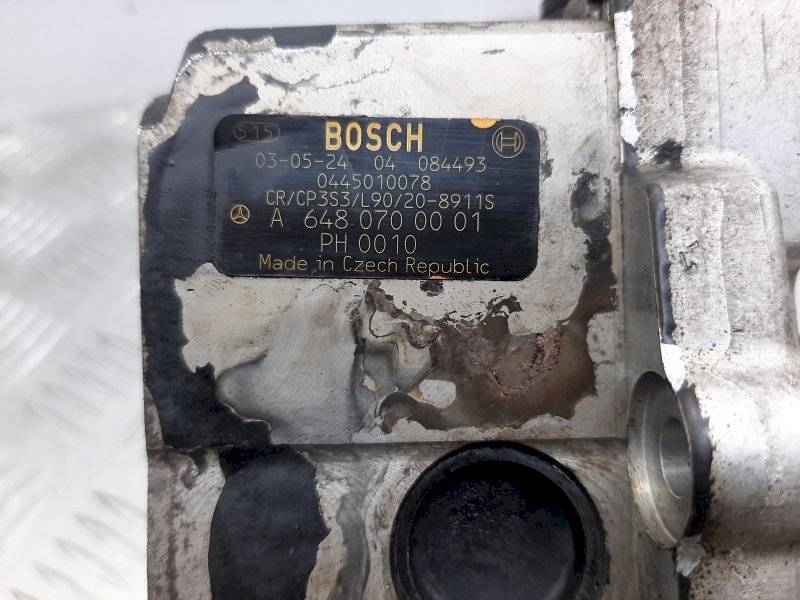 515 BOSCH
03-05-24 04 084493
0445010078
CR/CP3S3/L90/20-8911S
A 648 070 00 01
PH 0010
Made in Czech Republic